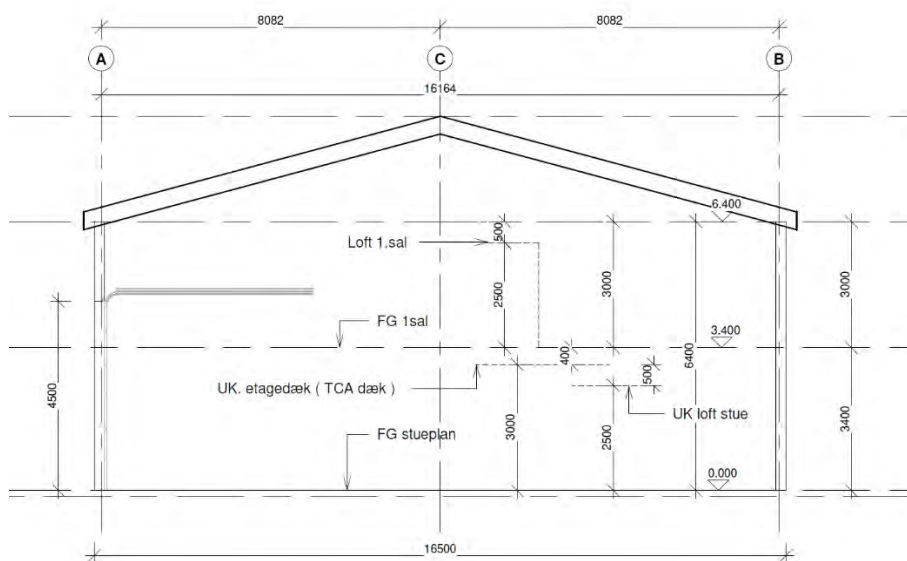 8082
8082
A
C
B
16164
6.400
Loft 1.sal
500
2500
3000
3000
FG 1sal
3.400
4500
400
6400
500
UK. etagedæk ( TCA dæk )
UK loft stue
3000
2500
3400
FG stueplan
0.000
16500